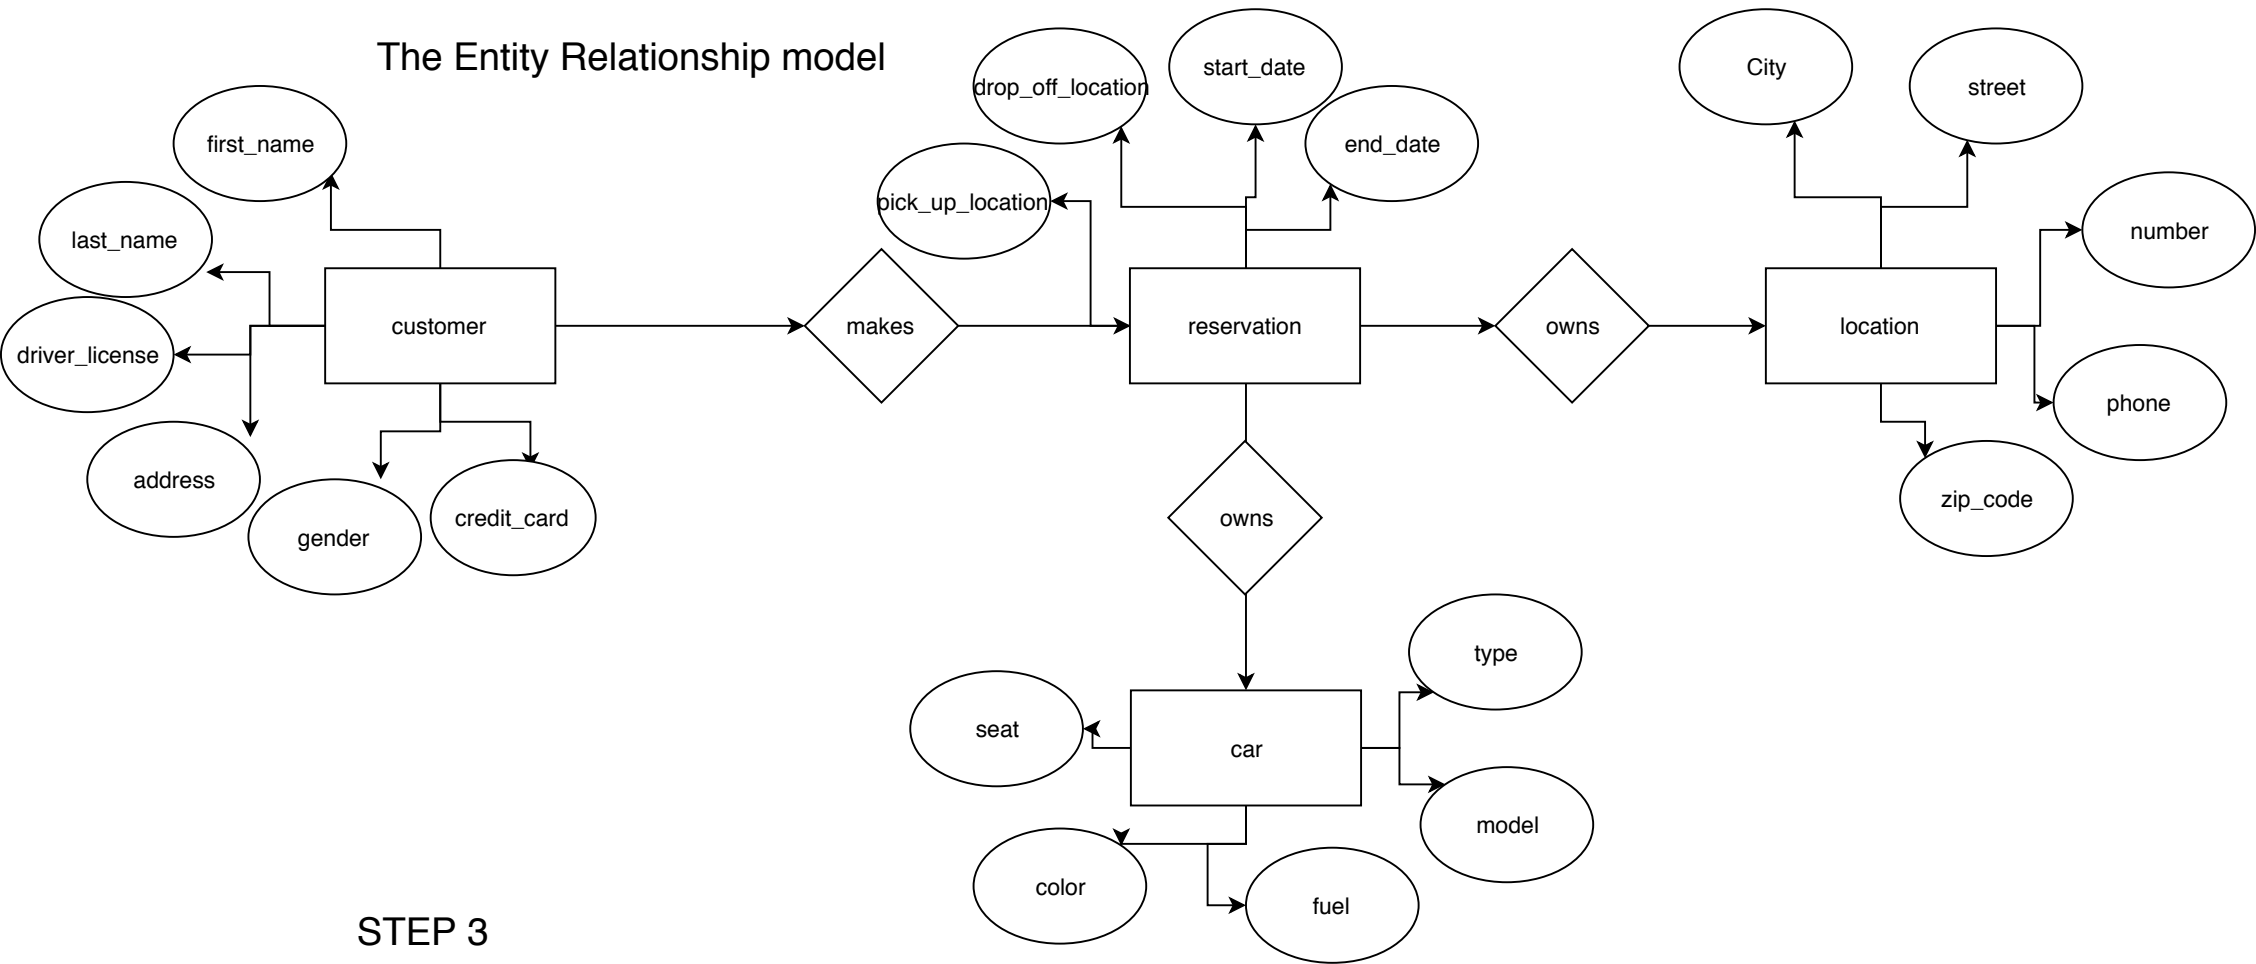 The Entity Relationship model
drop_off_location
start_date
City
street
first_name
end_date
pick_up_location
last_name
number
customer
makes
reservation
owns
location
driver_license
phone
address
gender
credit_card
owns
zip_code
type
seat
car
model
color
fuel
STEP 3